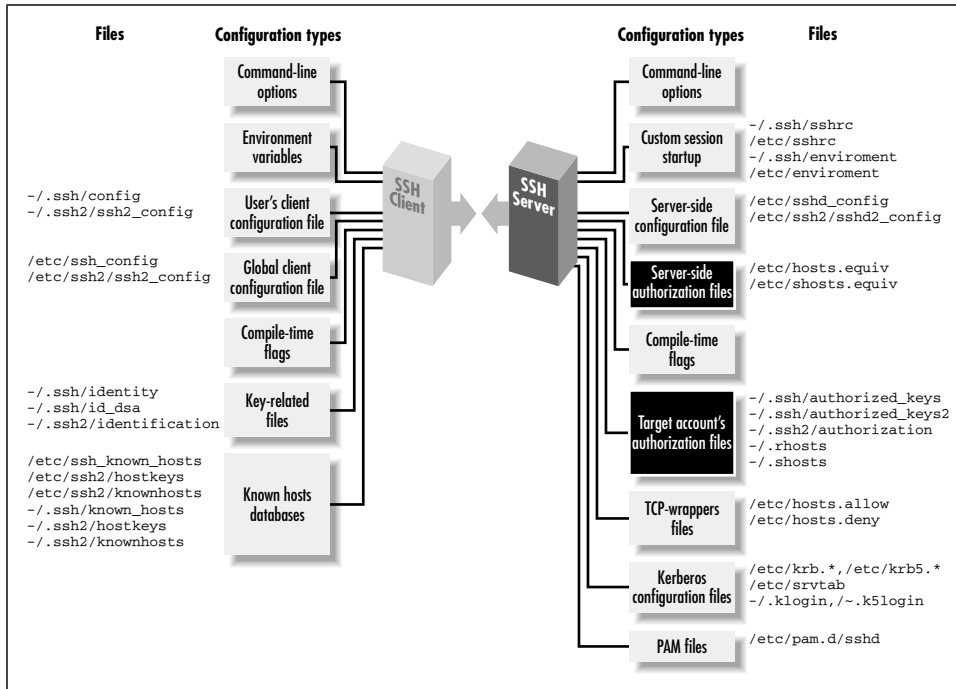 Files
Configuration types
Command-line
options
Environment
variables
-/.ssh/config
-/.ssh2/ssh2_config
User's client
configuration file
/etc/ssh_config
/etc/ssh2/ssh2_config
Global client
configuration file
Compile-time
flags
-/.ssh/identity
-/.ssh/id_dsa
-/.ssh2/identification
Key-related
files
/etc/ssh_known_hosts
/etc/ssh2/hostkeys
/etc/ssh2/knownhosts
-/.ssh/known_hosts
-/.ssh2/hostkeys
-/.ssh2/knownhosts
Known hosts
databases
SSH
Client
SSH
Server
Configuration types
Files
Command-line
options
Custom session
startup
-/.ssh/sshrc
/etc/sshrc
-/.ssh/enviroment
/etc/enviroment
Server-side
configuration file
/etc/sshd_config
/etc/ssh2/sshd2_config
Server-side
authorization files
/etc/hosts.equiv
/etc/shosts.equiv
Compile-time
flags
Target account's
authorization files
-/.ssh/authorized_keys
-/.ssh/authorized_keys2
-/.ssh2/authorization
-/.rhosts
-/.shosts
TCP-wrappers
files
/etc/hosts.allow
/etc/hosts.deny
Kerberos
configuration files
/etc/krb.*,/etc/krb5.*
/etc/srvtab
-/.klogin,/~.k5login
PAM files
/etc/pam.d/sshd